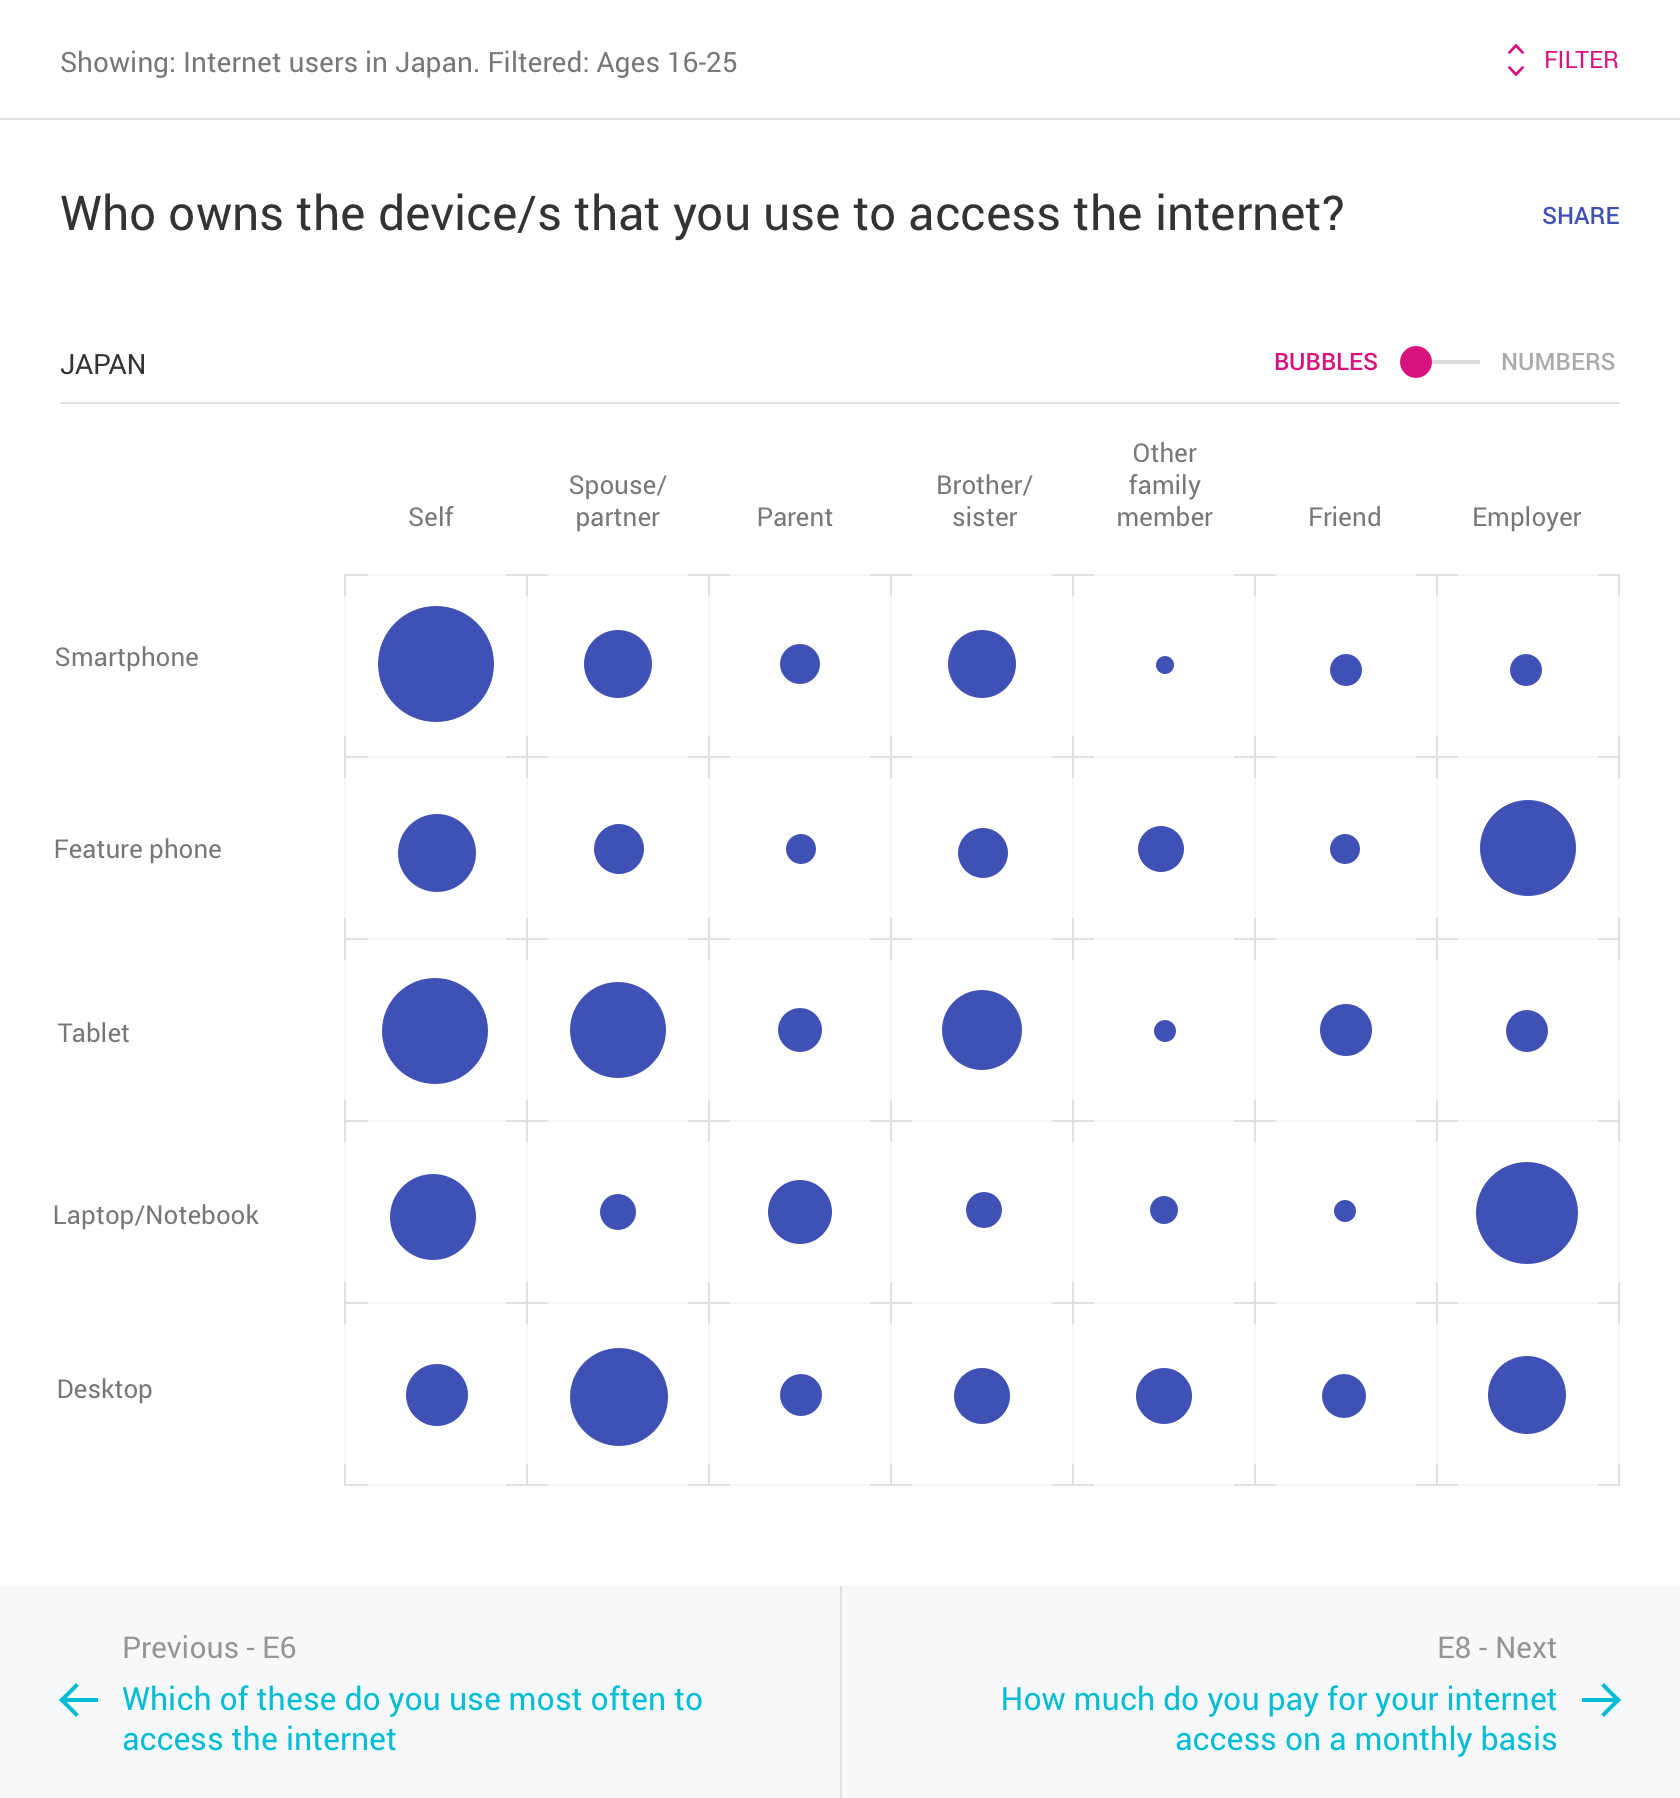 Showing: Internet users in Japan. Filtered: Ages 16-25
FILTER
Who owns the device/s that you use to access the internet?
SHARE
JAPAN
BUBBLES
NUMBERS
Self
Spouse/
partner
Parent
Brother/
sister
Other
family
member
Friend
Employer
Smartphone
Feature phone
Tablet
Laptop/Notebook
Desktop
Previous - E6
Which of these do you use most often to
access the internet
E8 - Next
How much do you pay for your internet
access on a monthly basis